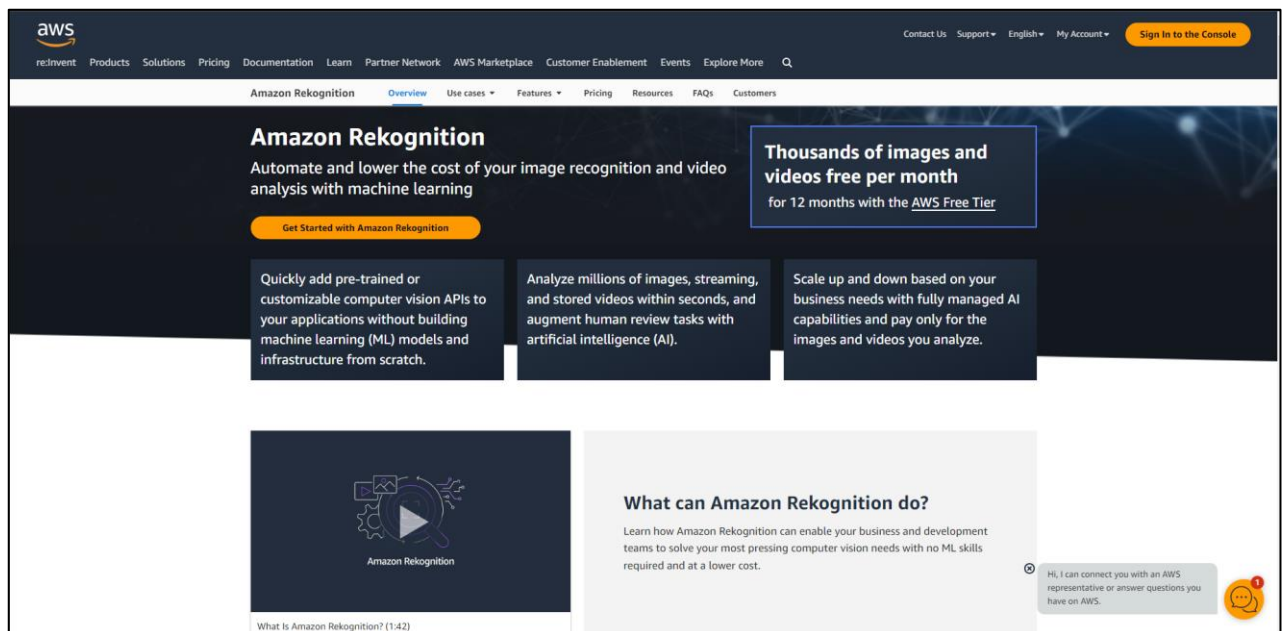 aws
Contact Us Support English My Account Sign In to the Console
re:Invent Products Solutions Pricing Documentation Learn Partner Network AWS Marketplace Customer Enablement Events Explore More
Amazon Rekognition Overview Use cases Features Pricing Resources FAQs Customers
Amazon Rekognition
Automate and lower the cost of your image recognition and video
analysis with machine learning
Get Started with Amazon Rekognition
Thousands of images and
videos free per month
for 12 months with the AWS Free Tier
Quickly add pre-trained or
customizable computer vision APIs to
your applications without building
machine learning (ML) models and
infrastructure from scratch.
Analyze millions of images, streaming,
and stored videos within seconds, and
augment human review tasks with
artificial intelligence (AI).
Scale up and down based on your
business needs with fully managed AI
capabilities and pay only for the
images and videos you analyze.
Amazon Rekognition
What Is Amazon Rekognition? (1:42)
What can Amazon Rekognition do?
Learn how Amazon Rekognition can enable your business and development
teams to solve your most pressing computer vision needs with no ML skills
required and at a lower cost.
Hi, I can connect you with an AWS
representative or answer questions you
have on AWS.
1